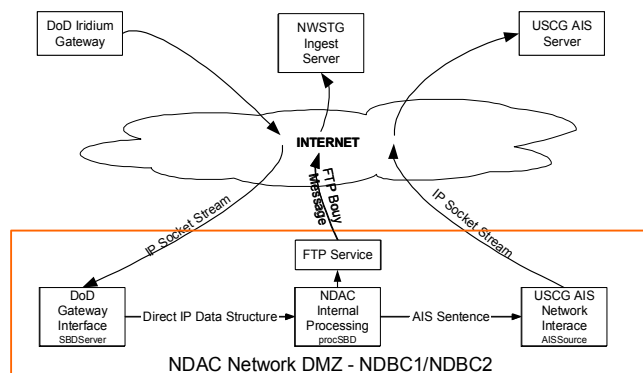 DoD Iridium
Gateway
NWSTG
Ingest
Server
USCG AIS
Server
INTERNET
FTP Bouy
Message
IP Socket Stream
IP Socket Stream
FTP Service
DoD
Gateway
Interface
SBDServer
Direct IP Data Structure
NDAC
Internal
Processing
procSBD
AIS Sentence
USCG AIS
Network
Interace
AISSource
NDAC Network DMZ - NDBC1/NDBC2